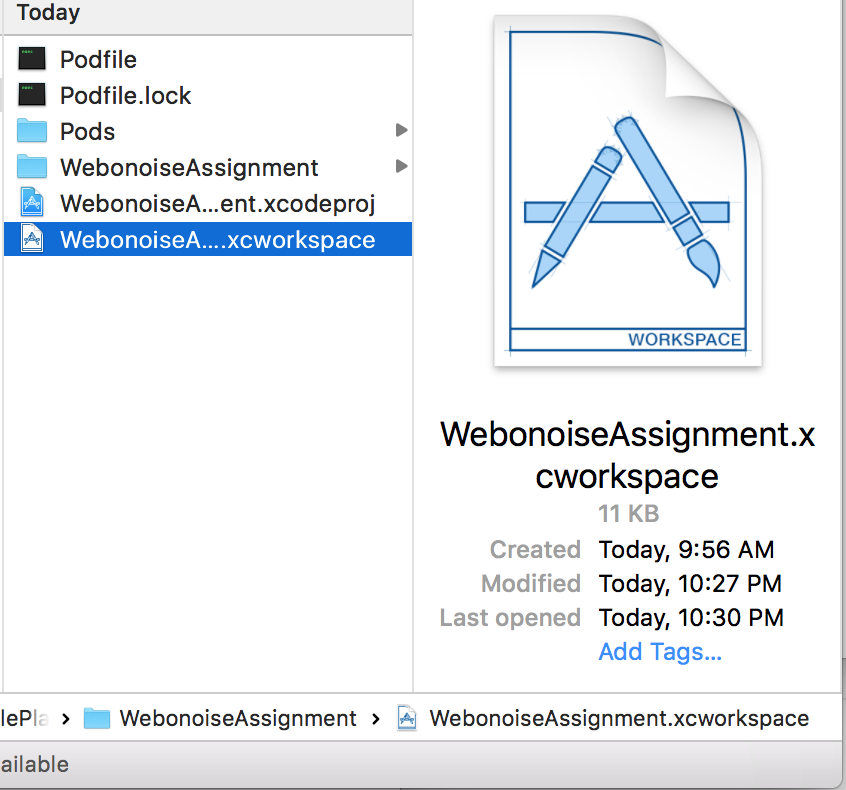 Today
Podfile
Podfile.lock
Pods
WebonoiseAssignment
WebonoiseA...ent.xcodeproj
WebonoiseA....xcworkspace
WORKSPACE
WebonoiseAssignment.x
cworkspace
11 KB
Created Today, 9:56 AM
Modified Today, 10:27 PM
Last opened Today, 10:30 PM
Add Tags...
lePla › WebonoiseAssignment › WebonoiseAssignment.xcworkspace
ailable